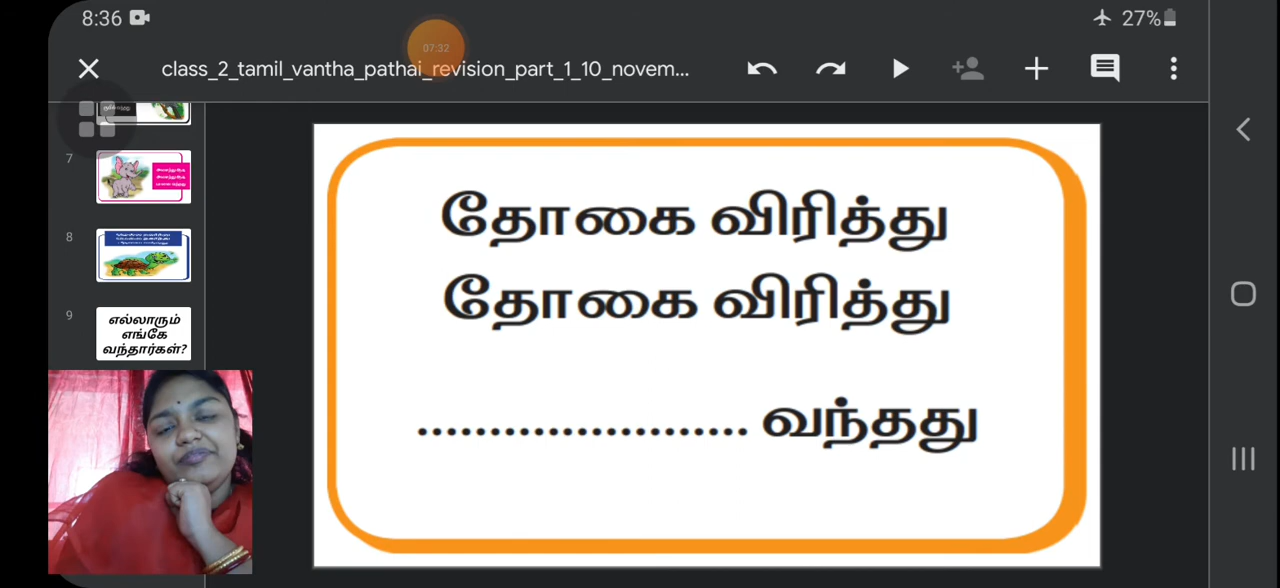 8:36
27%
07:32
class_2_tamil_vantha_pathai_revision_part_1_10_novem...
7
8
9
எல்லாரும்
எங்கே
வந்தார்கள்?
தோகை விரித்து
தோகை விரித்து
....................... வந்தது